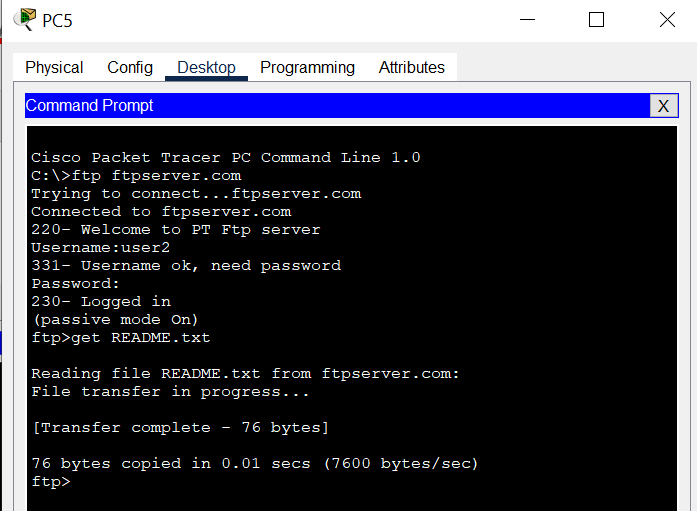 PC5
Physical Config Desktop Programming Attributes
Command Prompt X
Cisco Packet Tracer PC Command Line 1.0
C:\>ftp ftpserver.com
Trying to connect...ftpserver.com
Connected to ftpserver.com
220- Welcome to PT Ftp server
Username:user2
331- Username ok, need password
Password:
230- Logged in
(passive mode On)
ftp>get README.txt
Reading file README.txt from ftpserver.com:
File transfer in progress...
[Transfer complete - 76 bytes]
76 bytes copied in 0.01 secs (7600 bytes/sec)
ftp>